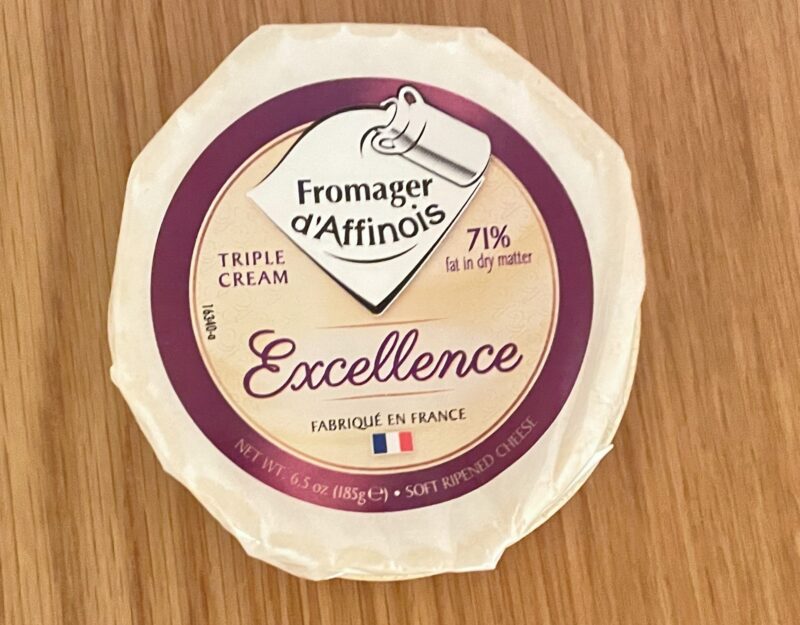 Fromager
d'Affinois
TRIPLE
CREAM
71%
fat in dry matter
16340-a
Excellence
FABRIQUÉ EN FRANCE
NET WT. 6,5 oz (185g ℮) • SOFT RIPENED CHEESE